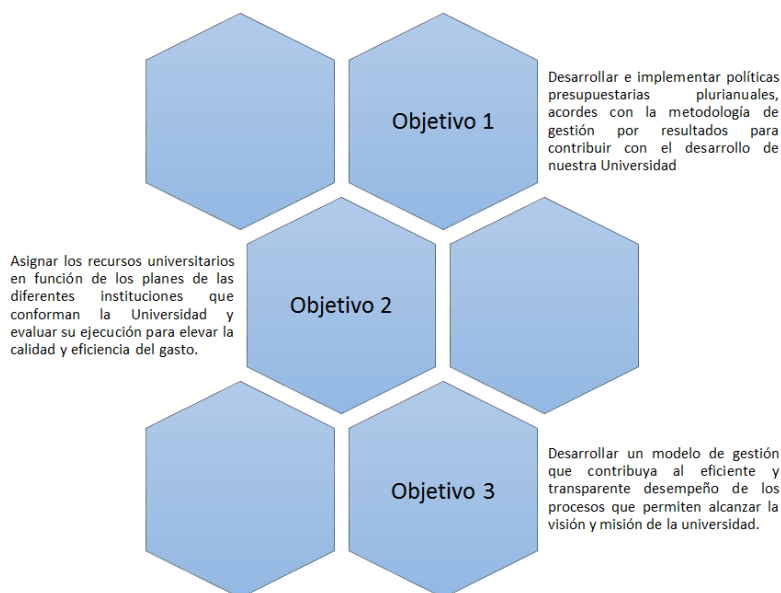 Objetivo 1
Desarrollar e implementar políticas
presupuestarias plurianuales,
acordes con la metodología de
gestión por resultados para
contribuir con el desarrollo de
nuestra Universidad
Asignar los recursos universitarios
en función de los planes de las
diferentes instituciones que
conforman la Universidad y
evaluar su ejecución para elevar la
calidad y eficiencia del gasto.
Objetivo 2
Objetivo 3
Desarrollar un modelo de gestión
que contribuya al eficiente y
transparente desempeño de los
procesos que permiten alcanzar la
visión y misión de la universidad.